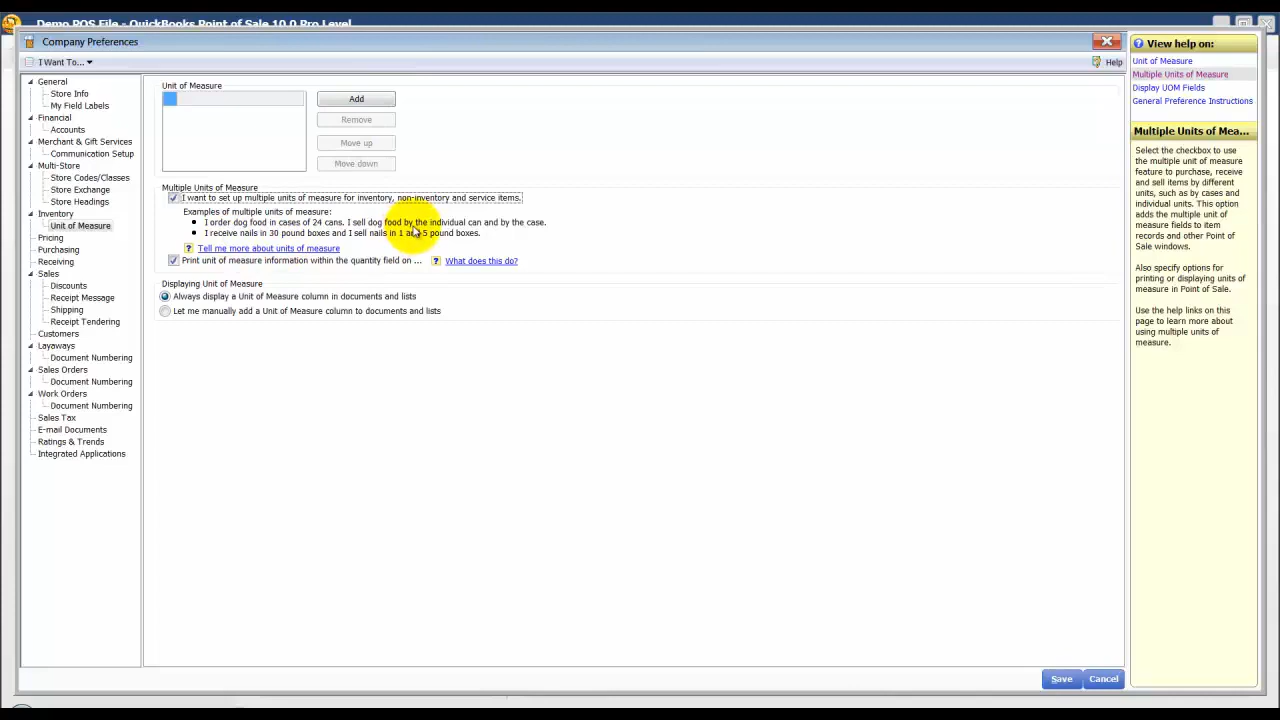 Demo POS File - QuickBooks Point of Sale 10.0 Pro Level
Company Preferences
I Want To...
Help
General
Store Info
My Field Labels
Financial
Accounts
Merchant & Gift Services
Communication Setup
Multi-Store
Store Codes/Classes
Store Exchange
Store Headings
Inventory
Unit of Measure
Pricing
Purchasing
Receiving
Sales
Discounts
Receipt Message
Shipping
Receipt Tendering
Customers
Layaways
Document Numbering
Sales Orders
Document Numbering
Work Orders
Document Numbering
Sales Tax
E-mail Documents
Ratings & Trends
Integrated Applications
Unit of Measure
Add
Remove
Move up
Move down
Multiple Units of Measure
I want to set up multiple units of measure for inventory, non-inventory and service items.
Examples of multiple units of measure:
I order dog food in cases of 24 cans. I sell dog food by the individual can and by the case.
I receive nails in 30 pound boxes and I sell nails in 1 and 5 pound boxes.
Tell me more about units of measure
Print unit of measure information within the quantity field on ...
What does this do?
Displaying Unit of Measure
Always display a Unit of Measure column in documents and lists
Let me manually add a Unit of Measure column to documents and lists
Save
Cancel
View help on:
Unit of Measure
Multiple Units of Measure
Display UOM Fields
General Preference Instructions
Multiple Units of Mea...
Select the checkbox to use
the multiple unit of measure
feature to purchase, receive
and sell items by different
units, such as by cases and
individual units. This option
adds the multiple unit of
measure fields to item
records and other Point of
Sale windows.
Also specify options for
printing or displaying units of
measure in Point of Sale.
Use the help links on this
page to learn more about
using multiple units of
measure.